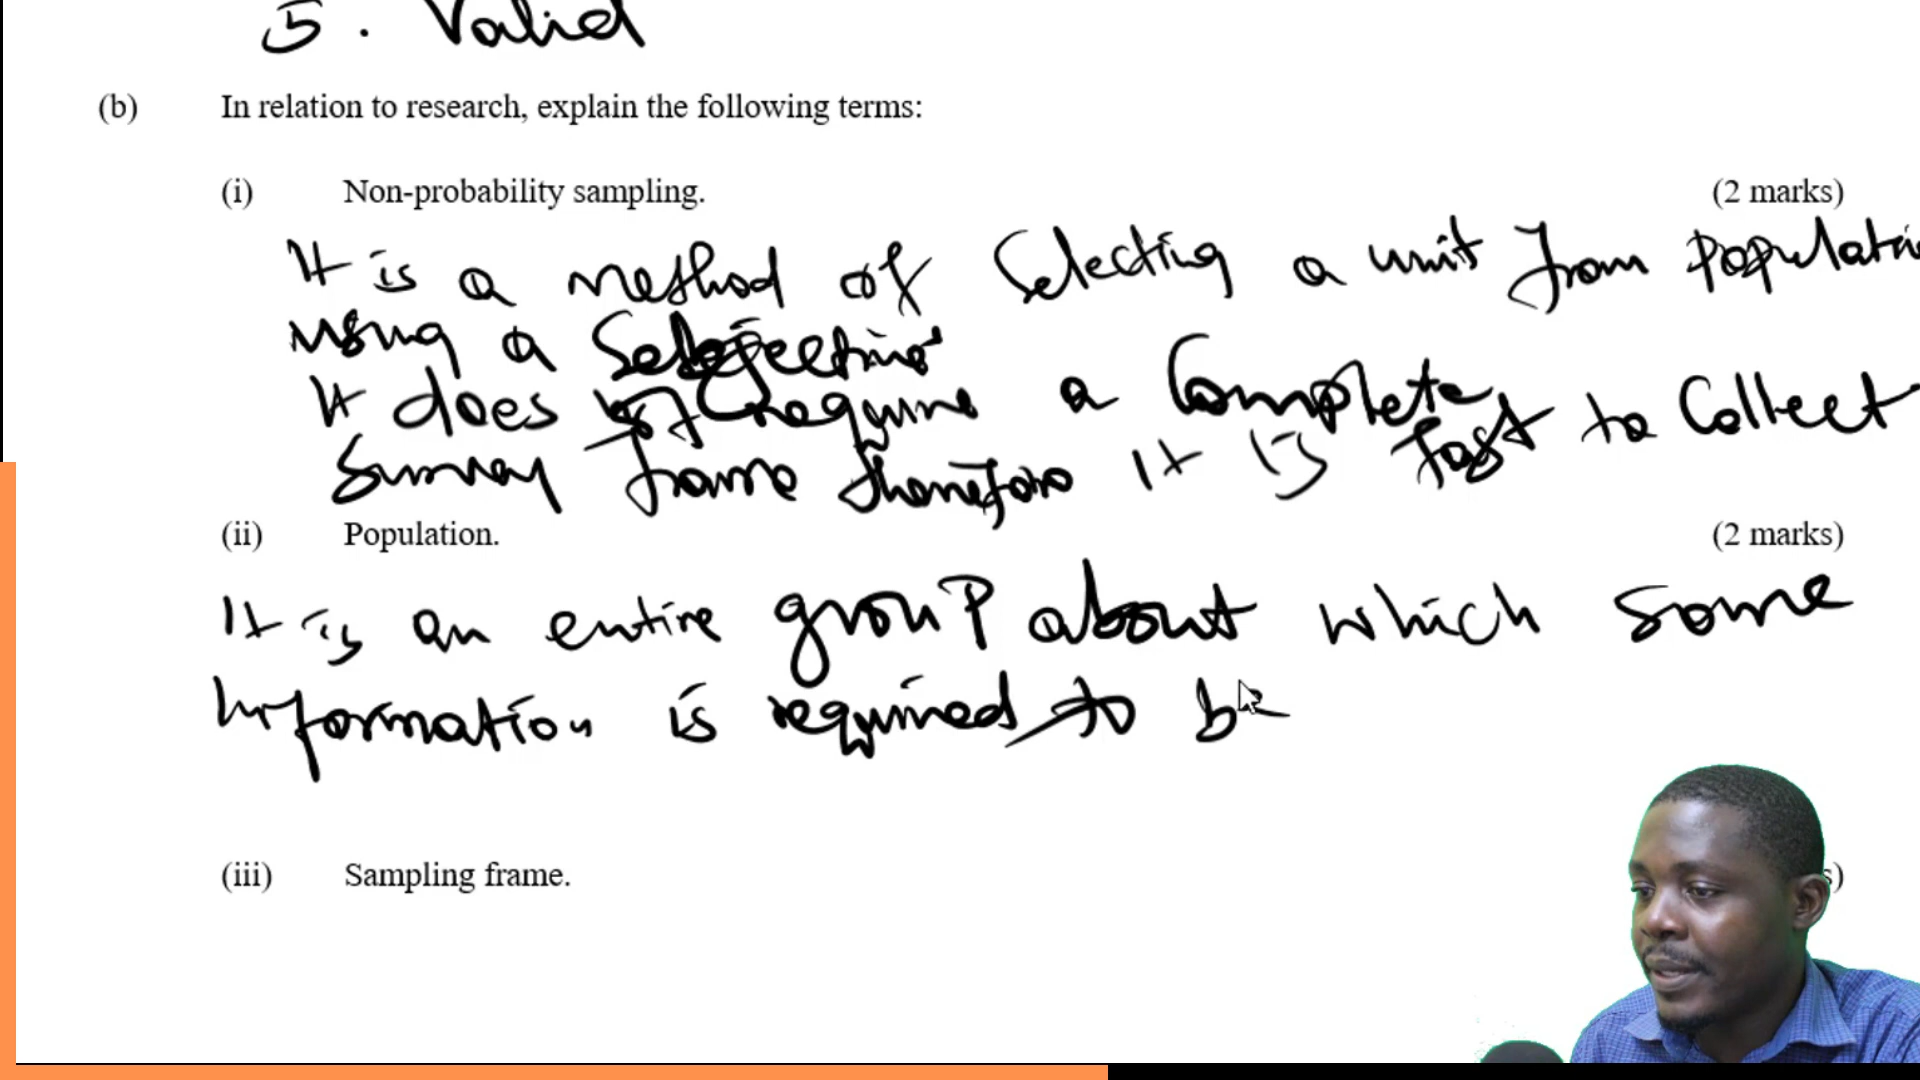 5. Valid
(b) In relation to research, explain the following terms:
(i) Non-probability sampling. (2 marks)
It is a method of Selecting a unit from Populati
using a
It does require a Complete
Survey frame therefore it is fast to Collect
(ii) Population. (2 marks)
It is an entire grouP about which some
information is required to be
(iii) Sampling frame. s)